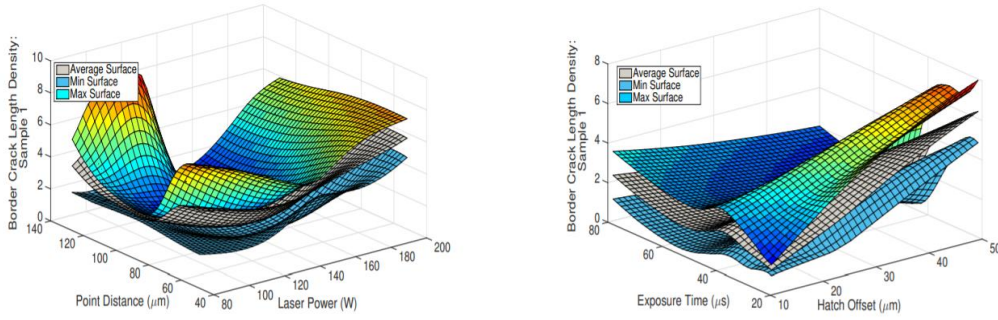 Border Crack Length Density:
Sample 1
10
8
6
4
2
0
Average Surface
Min Surface
Max Surface
140
120
100
80
60
40
Point Distance (μm)
80
100
120
140
160
180
200
Laser Power (W)
Border Crack Length Density:
Sample 1
8
6
4
2
0
Average Surface
Min Surface
Max Surface
80
60
40
20
Exposure Time (μs)
10
20
30
40
50
Hatch Offset (μm)